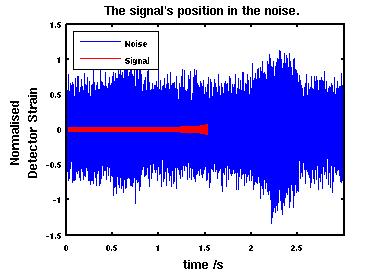 The signal's position in the noise.
1.5
Noise
Signal
1
0.5
0
-0.5
-1
-1.5
Normalised
Detector Strain
0
0.5
1
1.5
2
2.5
time /s